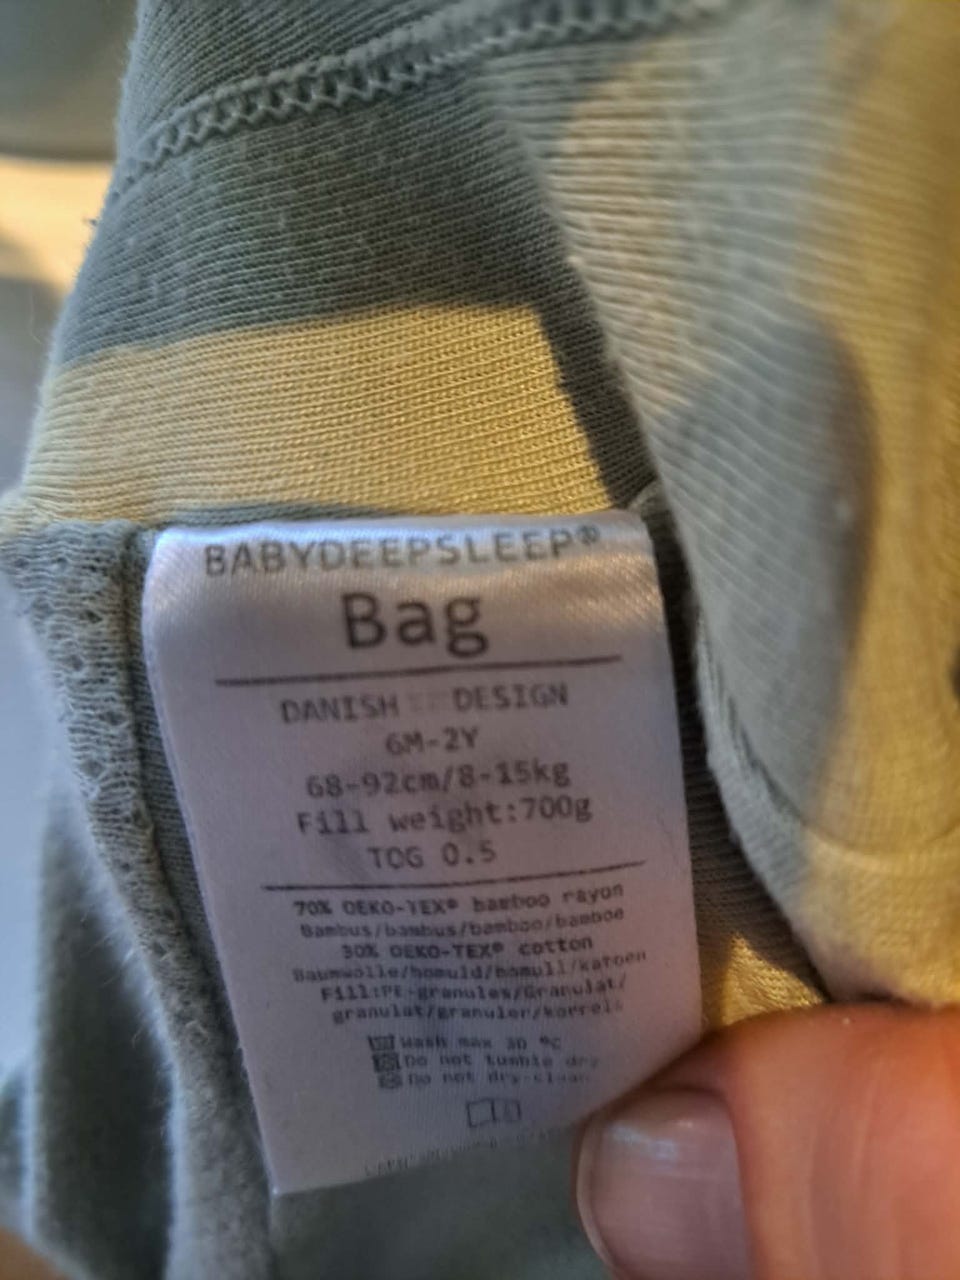 BABYDEEPSLEEP®
Bag
DANISH DESIGN
6M-2Y
68-92cm/8-15kg
Fill weight:700g
TOG 0.5
70% OEKO-TEX® bamboo rayon
Bambus/bambus/bamboo/bamboe
30% OEKO-TEX® cotton
Baumwolle/bomuld/bomull/katoen
Fill:PE-granules/Granulat/
granulat/granuler/korrels
Wash max 30 °C
Do not tumble dry
Do not dry-clean